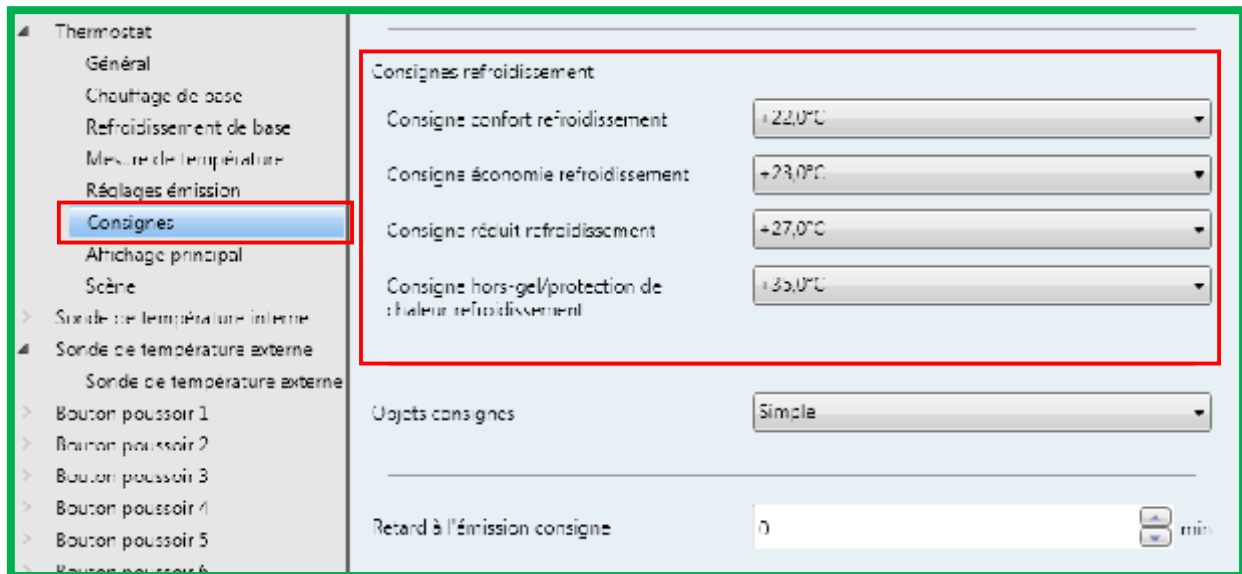 Thermostat
Général
Chauffage de base
Refroidissement de base
Mesure de température
Réglages émission
Consignes
Affichage principal
Scène
Sonde de température interne
Sonde de température externe
Sonde de température externe
Bouton poussoir 1
Bouton poussoir 2
Bouton poussoir 3
Bouton poussoir 4
Bouton poussoir 5
Bouton poussoir 6
Consignes refroidissement
Consigne confort refroidissement
+22,0°C
Consigne économie refroidissement
+23,0°C
Consigne réduit refroidissement
+27,0°C
Consigne hors-gel/protection de
chaleur refroidissement
+35,0°C
Objets consignes
Simple
Retard à l'émission consigne
0
min